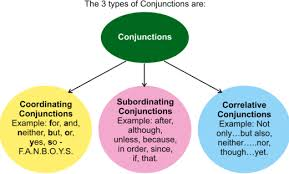 The 3 types of Conjunctions are:
Conjunctions
Coordinating
Conjunctions
Example: for, and,
neither, but, or,
yes, so -
F.A.N.B.O.Y.S.
Subordinating
Conjunctions
Example: after,
although,
unless, because,
in order, since,
if, that.
Correlative
Conjunctions
Example: Not
only...but also,
neither.....nor,
though...yet.